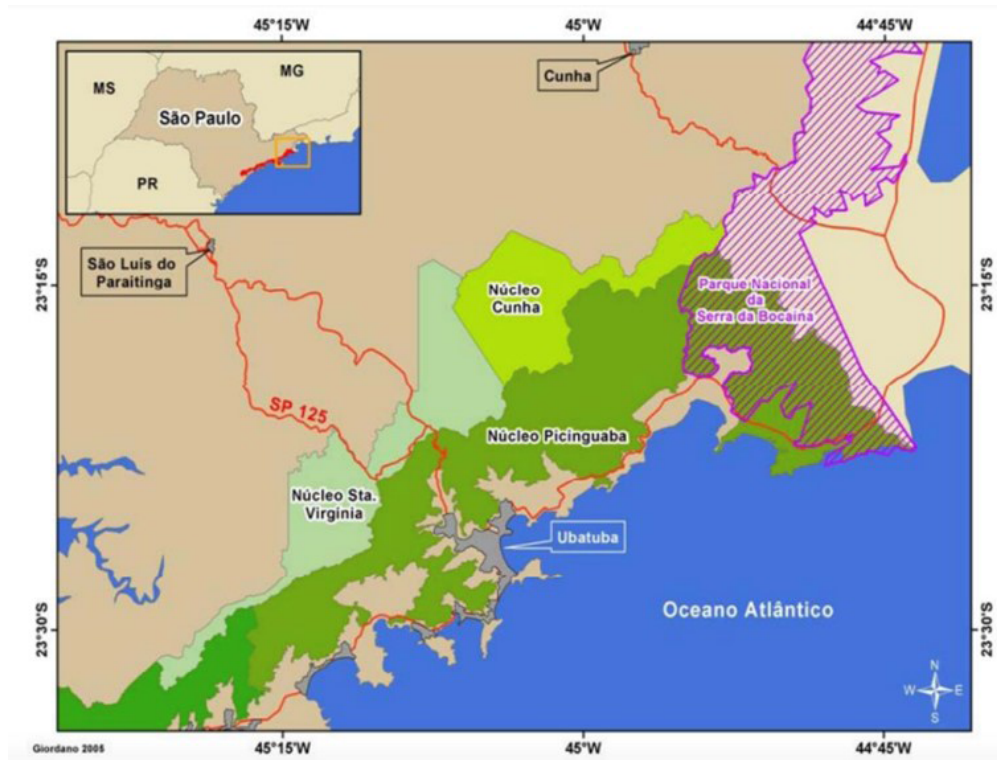 45°15'W
45°W
44°45'W
MS
MG
São Paulo
PR
Cunha
São Luís do
Paraitinga
23°15'S
23°15'S
Núcleo
Cunha
Parque Nacional
da
Serra da Bocaina
SP 125
Núcleo Picinguaba
Núcleo Sta.
Virgínia
Ubatuba
Oceano Atlântico
23°30'S
23°30'S
N
W
E
S
Giordano 2005
45°15'W
45°W
44°45'W